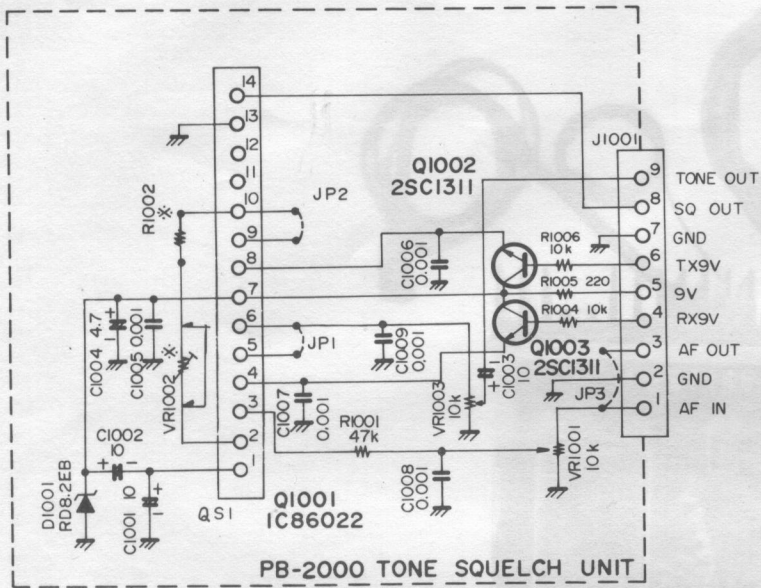 14
13
12
11
10
9
8
7
6
5
4
3
2
1
R1002
※
JP2
Q1002
2SC1311
J1001
9 TONE OUT
8 SQ OUT
7 GND
6 TX9V
5 9V
4 RX9V
3 AF OUT
2 GND
1 AF IN
R1006
10k
R1005 220
R1004 10k
C1006
0.001
C1004 4.7
C1005 0.001
※
VR1002
JP1
C1009
0.001
Q1003
2SC1311
C1003
10
VR1003
10k
JP3
C1007
0.001
R1001
47k
C1008
0.001
VR1001
10k
C1002
10
D1001
RD8.2EB
C1001 10
QS1
Q1001
IC86022
PB-2000 TONE SQUELCH UNIT